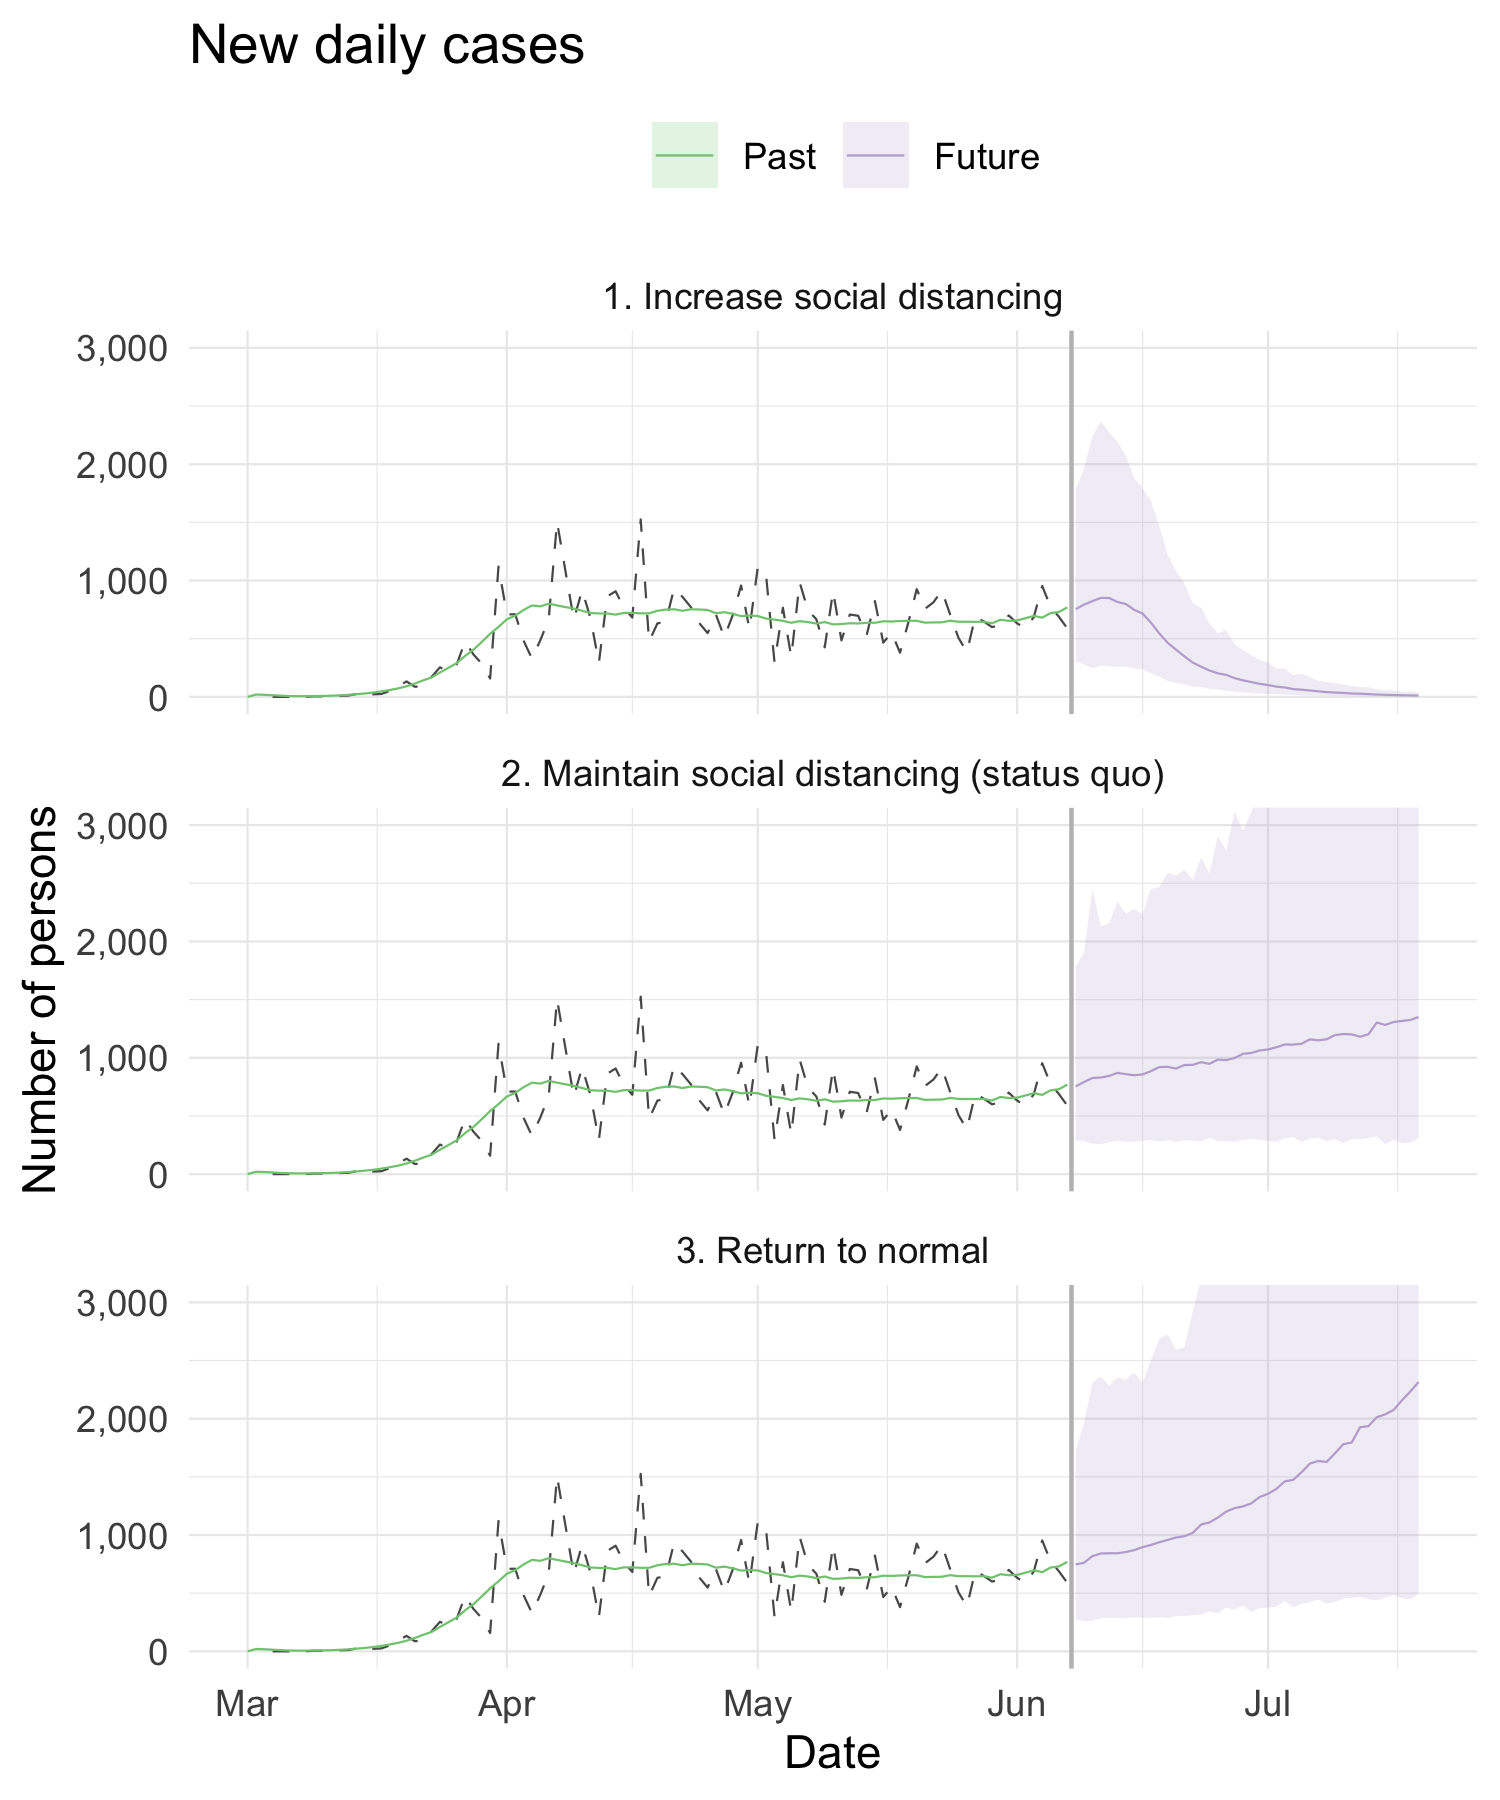 New daily cases
Past Future
1. Increase social distancing
3,000
2,000
1,000
0
2. Maintain social distancing (status quo)
Number of persons
3,000
2,000
1,000
0
3. Return to normal
3,000
2,000
1,000
0
Mar Apr May Jun Jul
Date